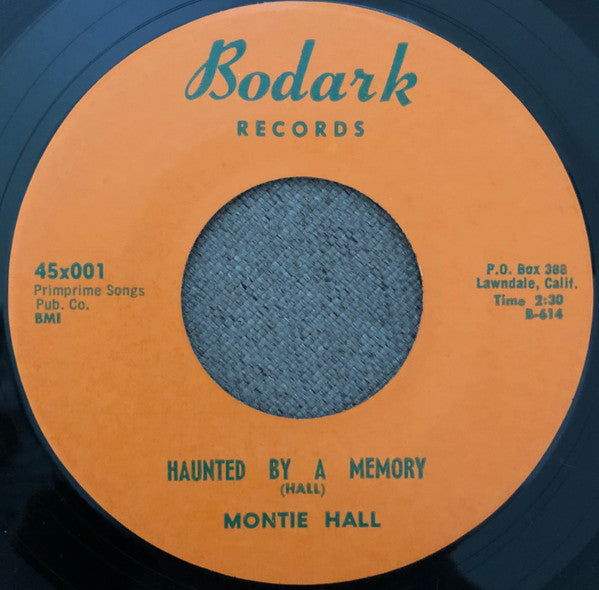 Bodark
RECORDS
45x001
Primprime Songs
Pub. Co.
BMI
P.O. Box 388
Lawndale, Calif.
Time 2:30
B-614
HAUNTED BY A MEMORY
(HALL)
MONTIE HALL